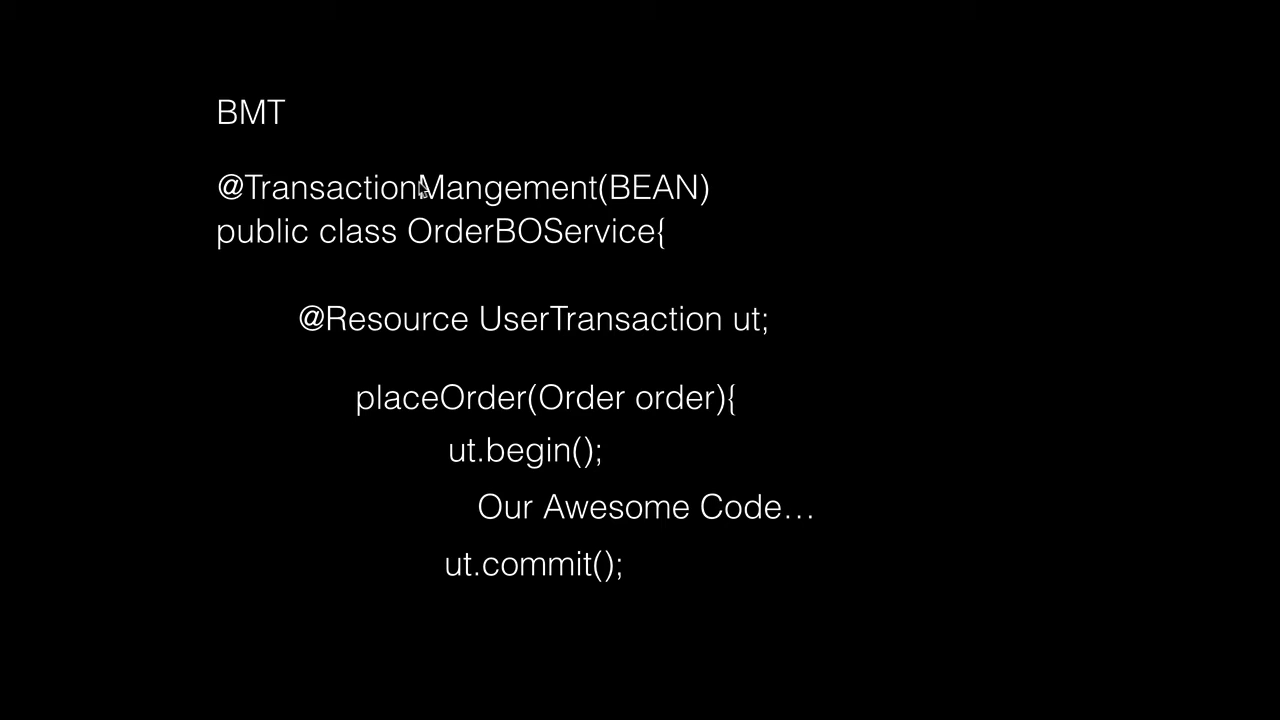 BMT
@TransactionMangement(BEAN)
public class OrderBOService{
@Resource UserTransaction ut;
placeOrder(Order order){
ut.begin();
Our Awesome Code…
ut.commit();